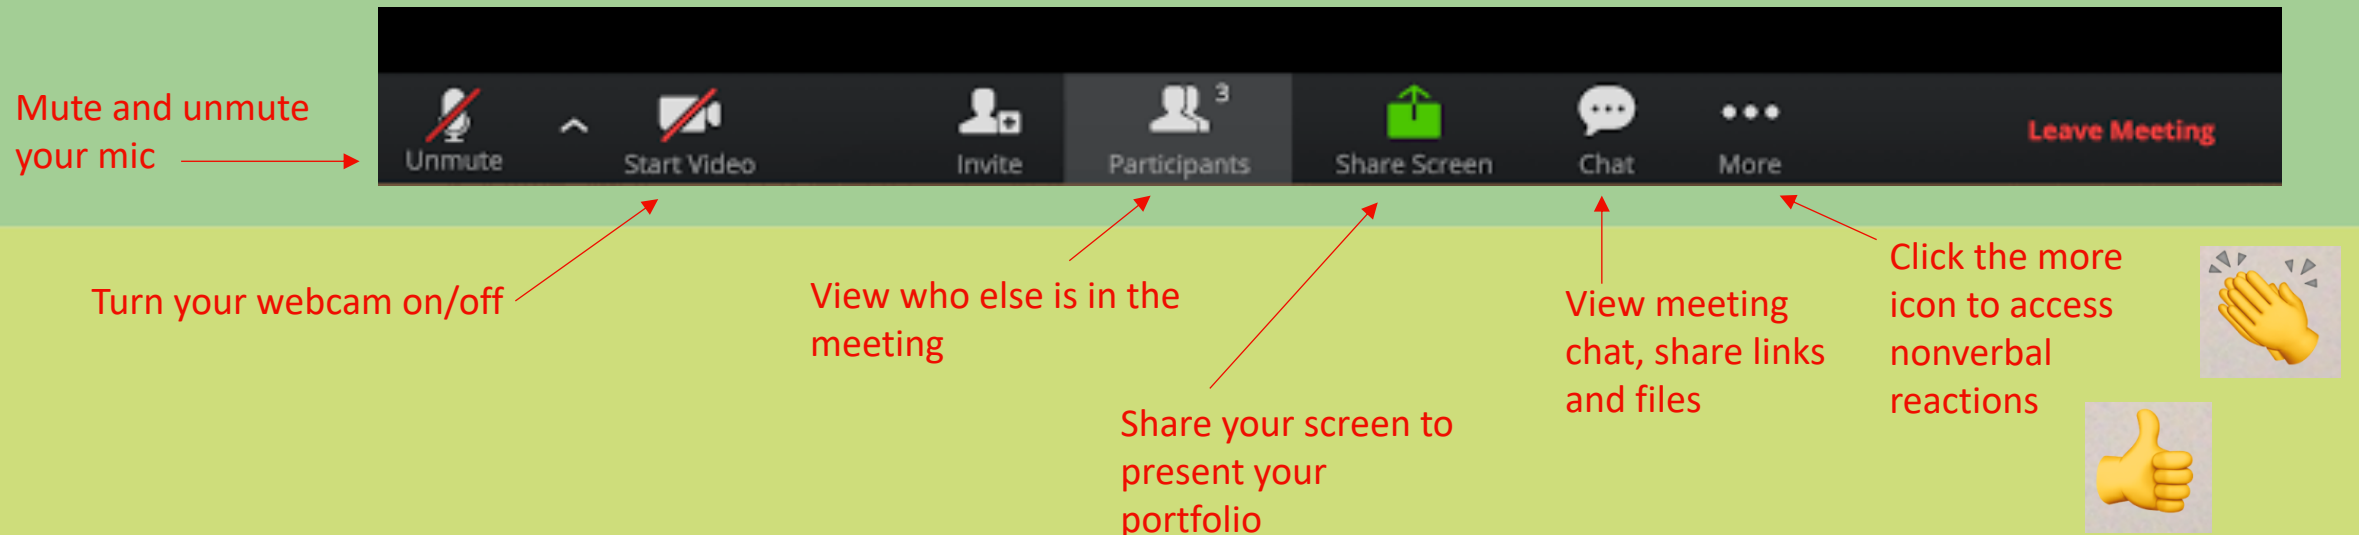 Mute and unmute
your mic
Unmute
Start Video
Invite
Participants
3
Share Screen
Chat
More
Leave Meeting
Turn your webcam on/off
View who else is in the
meeting
Share your screen to
present your
portfolio
View meeting
chat, share links
and files
Click the more
icon to access
nonverbal
reactions